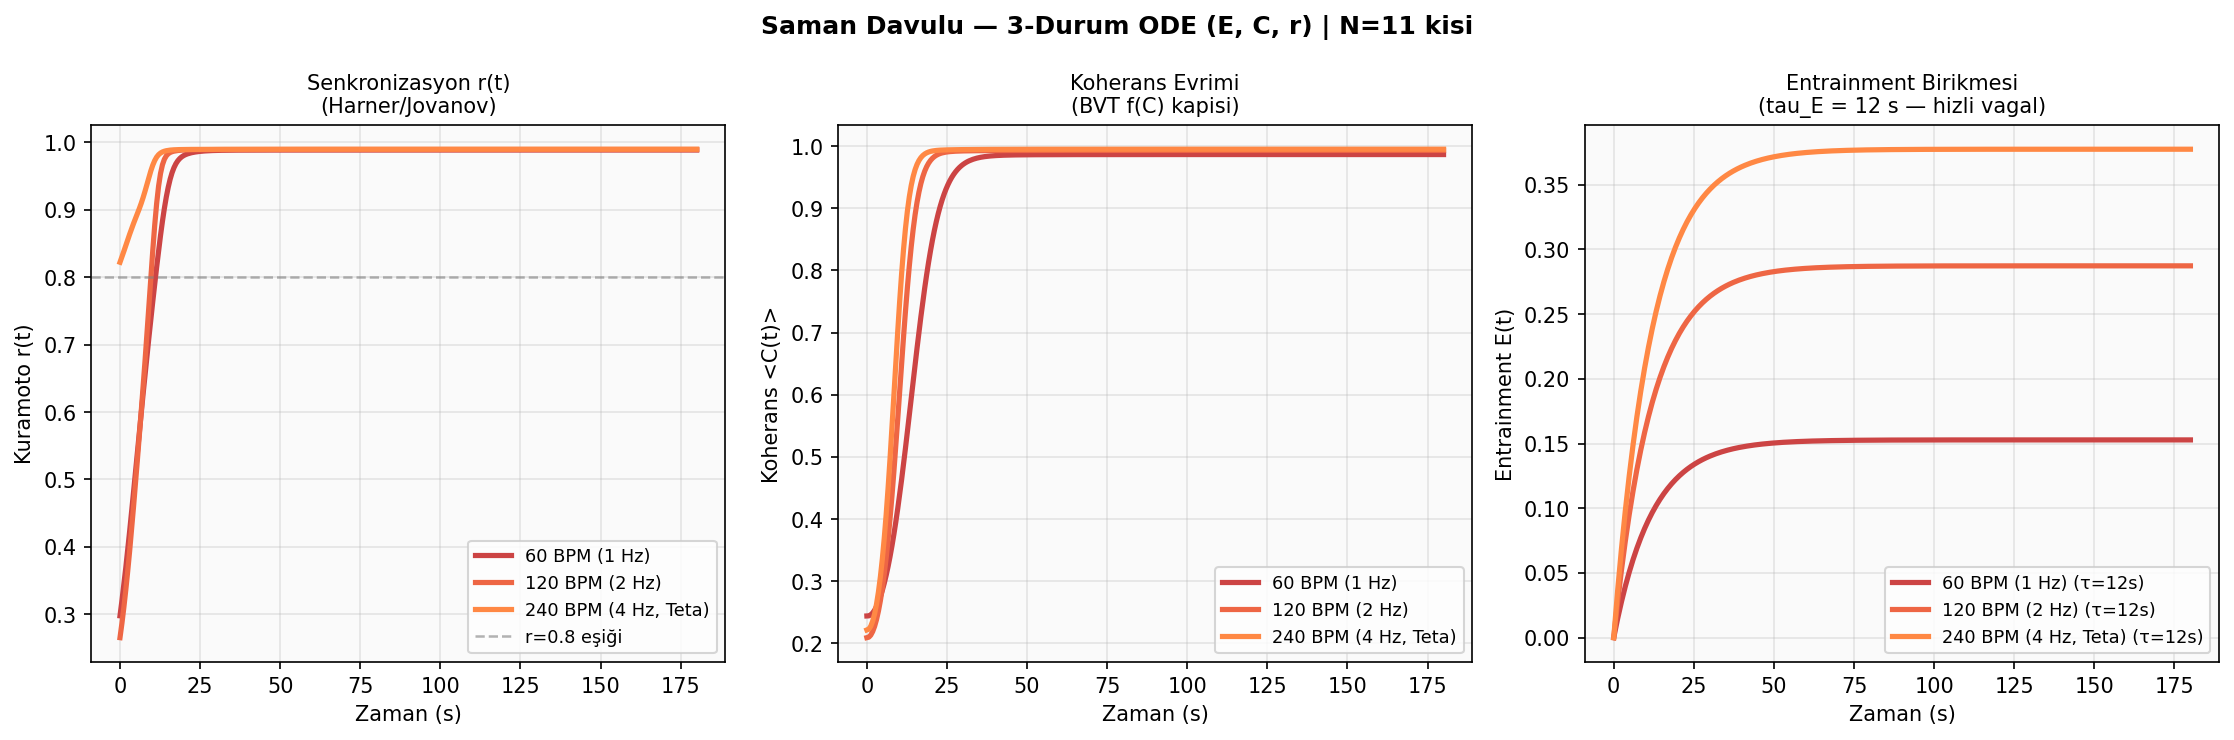 Saman Davulu — 3-Durum ODE (E, C, r) | N=11 kisi
Senkronizasyon r(t)
(Harner/Jovanov)
Kuramoto r(t)
1.0
0.9
0.8
0.7
0.6
0.5
0.4
0.3
60 BPM (1 Hz)
120 BPM (2 Hz)
240 BPM (4 Hz, Teta)
r=0.8 eşiği
0 25 50 75 100 125 150 175
Zaman (s)
Koherans Evrimi
(BVT f(C) kapisi)
Koherans <C(t)>
1.0
0.9
0.8
0.7
0.6
0.5
0.4
0.3
0.2
60 BPM (1 Hz)
120 BPM (2 Hz)
240 BPM (4 Hz, Teta)
0 25 50 75 100 125 150 175
Zaman (s)
Entrainment Birikmesi
(tau_E = 12 s — hizli vagal)
Entrainment E(t)
0.35
0.30
0.25
0.20
0.15
0.10
0.05
0.00
60 BPM (1 Hz) (τ=12s)
120 BPM (2 Hz) (τ=12s)
240 BPM (4 Hz, Teta) (τ=12s)
0 25 50 75 100 125 150 175
Zaman (s)